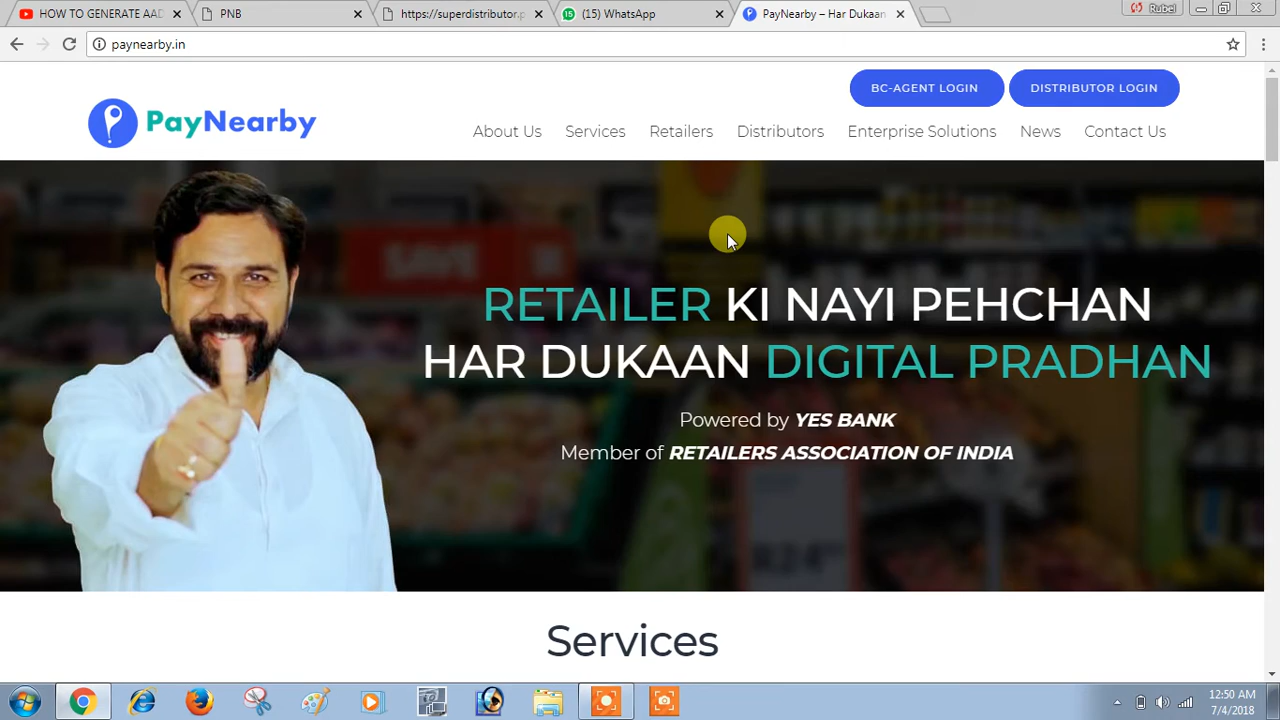 HOW TO GENERATE AAD
PNB
https://superdistributor.p
(15) WhatsApp
PayNearby – Har Dukaan
Rubel
paynearby.in
BC-AGENT LOGIN
DISTRIBUTOR LOGIN
PayNearby
About Us
Services
Retailers
Distributors
Enterprise Solutions
News
Contact Us
SAVE
RETAILER KI NAYI PEHCHAN
HAR DUKAAN DIGITAL PRADHAN
Powered by YES BANK
Member of RETAILERS ASSOCIATION OF INDIA
Services
12:50 AM
7/4/2018